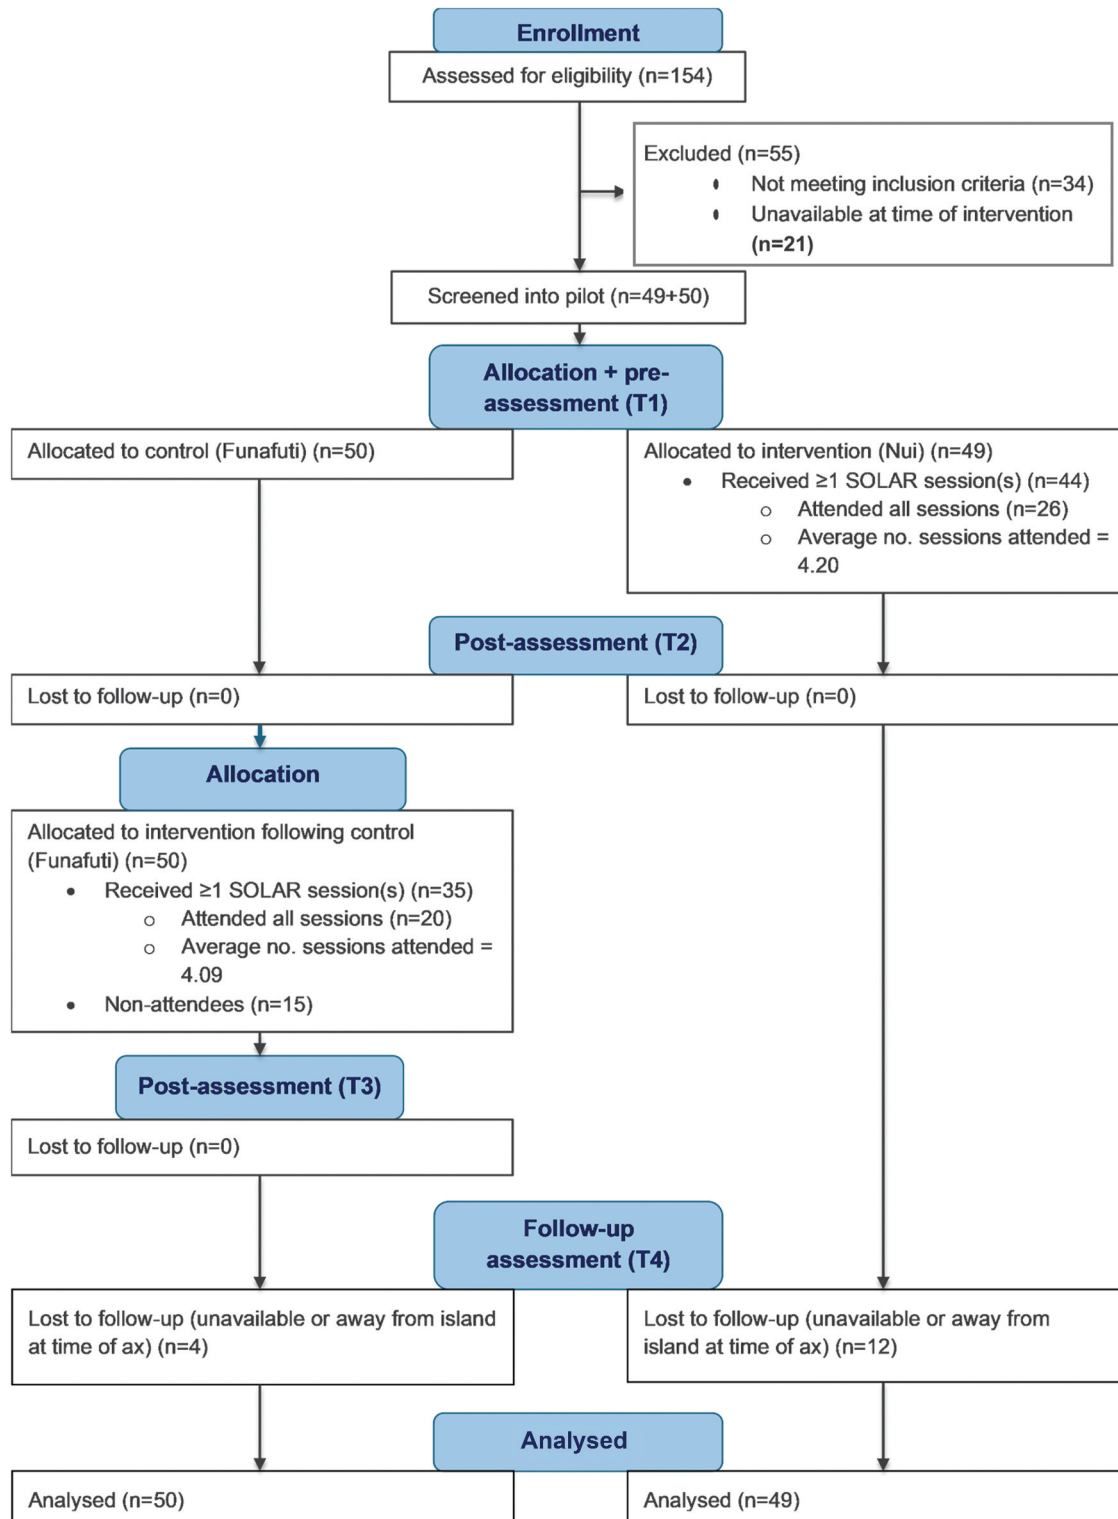 Enrollment
Assessed for eligibility (n=154)
Excluded (n=55)
• Not meeting inclusion criteria (n=34)
• Unavailable at time of intervention
(n=21)
Screened into pilot (n=49+50)
Allocation + pre-
assessment (T1)
Allocated to control (Funafuti) (n=50)
Allocated to intervention (Nui) (n=49)
• Received ≥1 SOLAR session(s) (n=44)
o Attended all sessions (n=26)
o Average no. sessions attended =
4.20
Post-assessment (T2)
Lost to follow-up (n=0)
Lost to follow-up (n=0)
Allocation
Allocated to intervention following control
(Funafuti) (n=50)
• Received ≥1 SOLAR session(s) (n=35)
o Attended all sessions (n=20)
o Average no. sessions attended =
4.09
• Non-attendees (n=15)
Post-assessment (T3)
Lost to follow-up (n=0)
Follow-up
assessment (T4)
Lost to follow-up (unavailable or away from island
at time of ax) (n=4)
Lost to follow-up (unavailable or away from
island at time of ax) (n=12)
Analysed
Analysed (n=50)
Analysed (n=49)